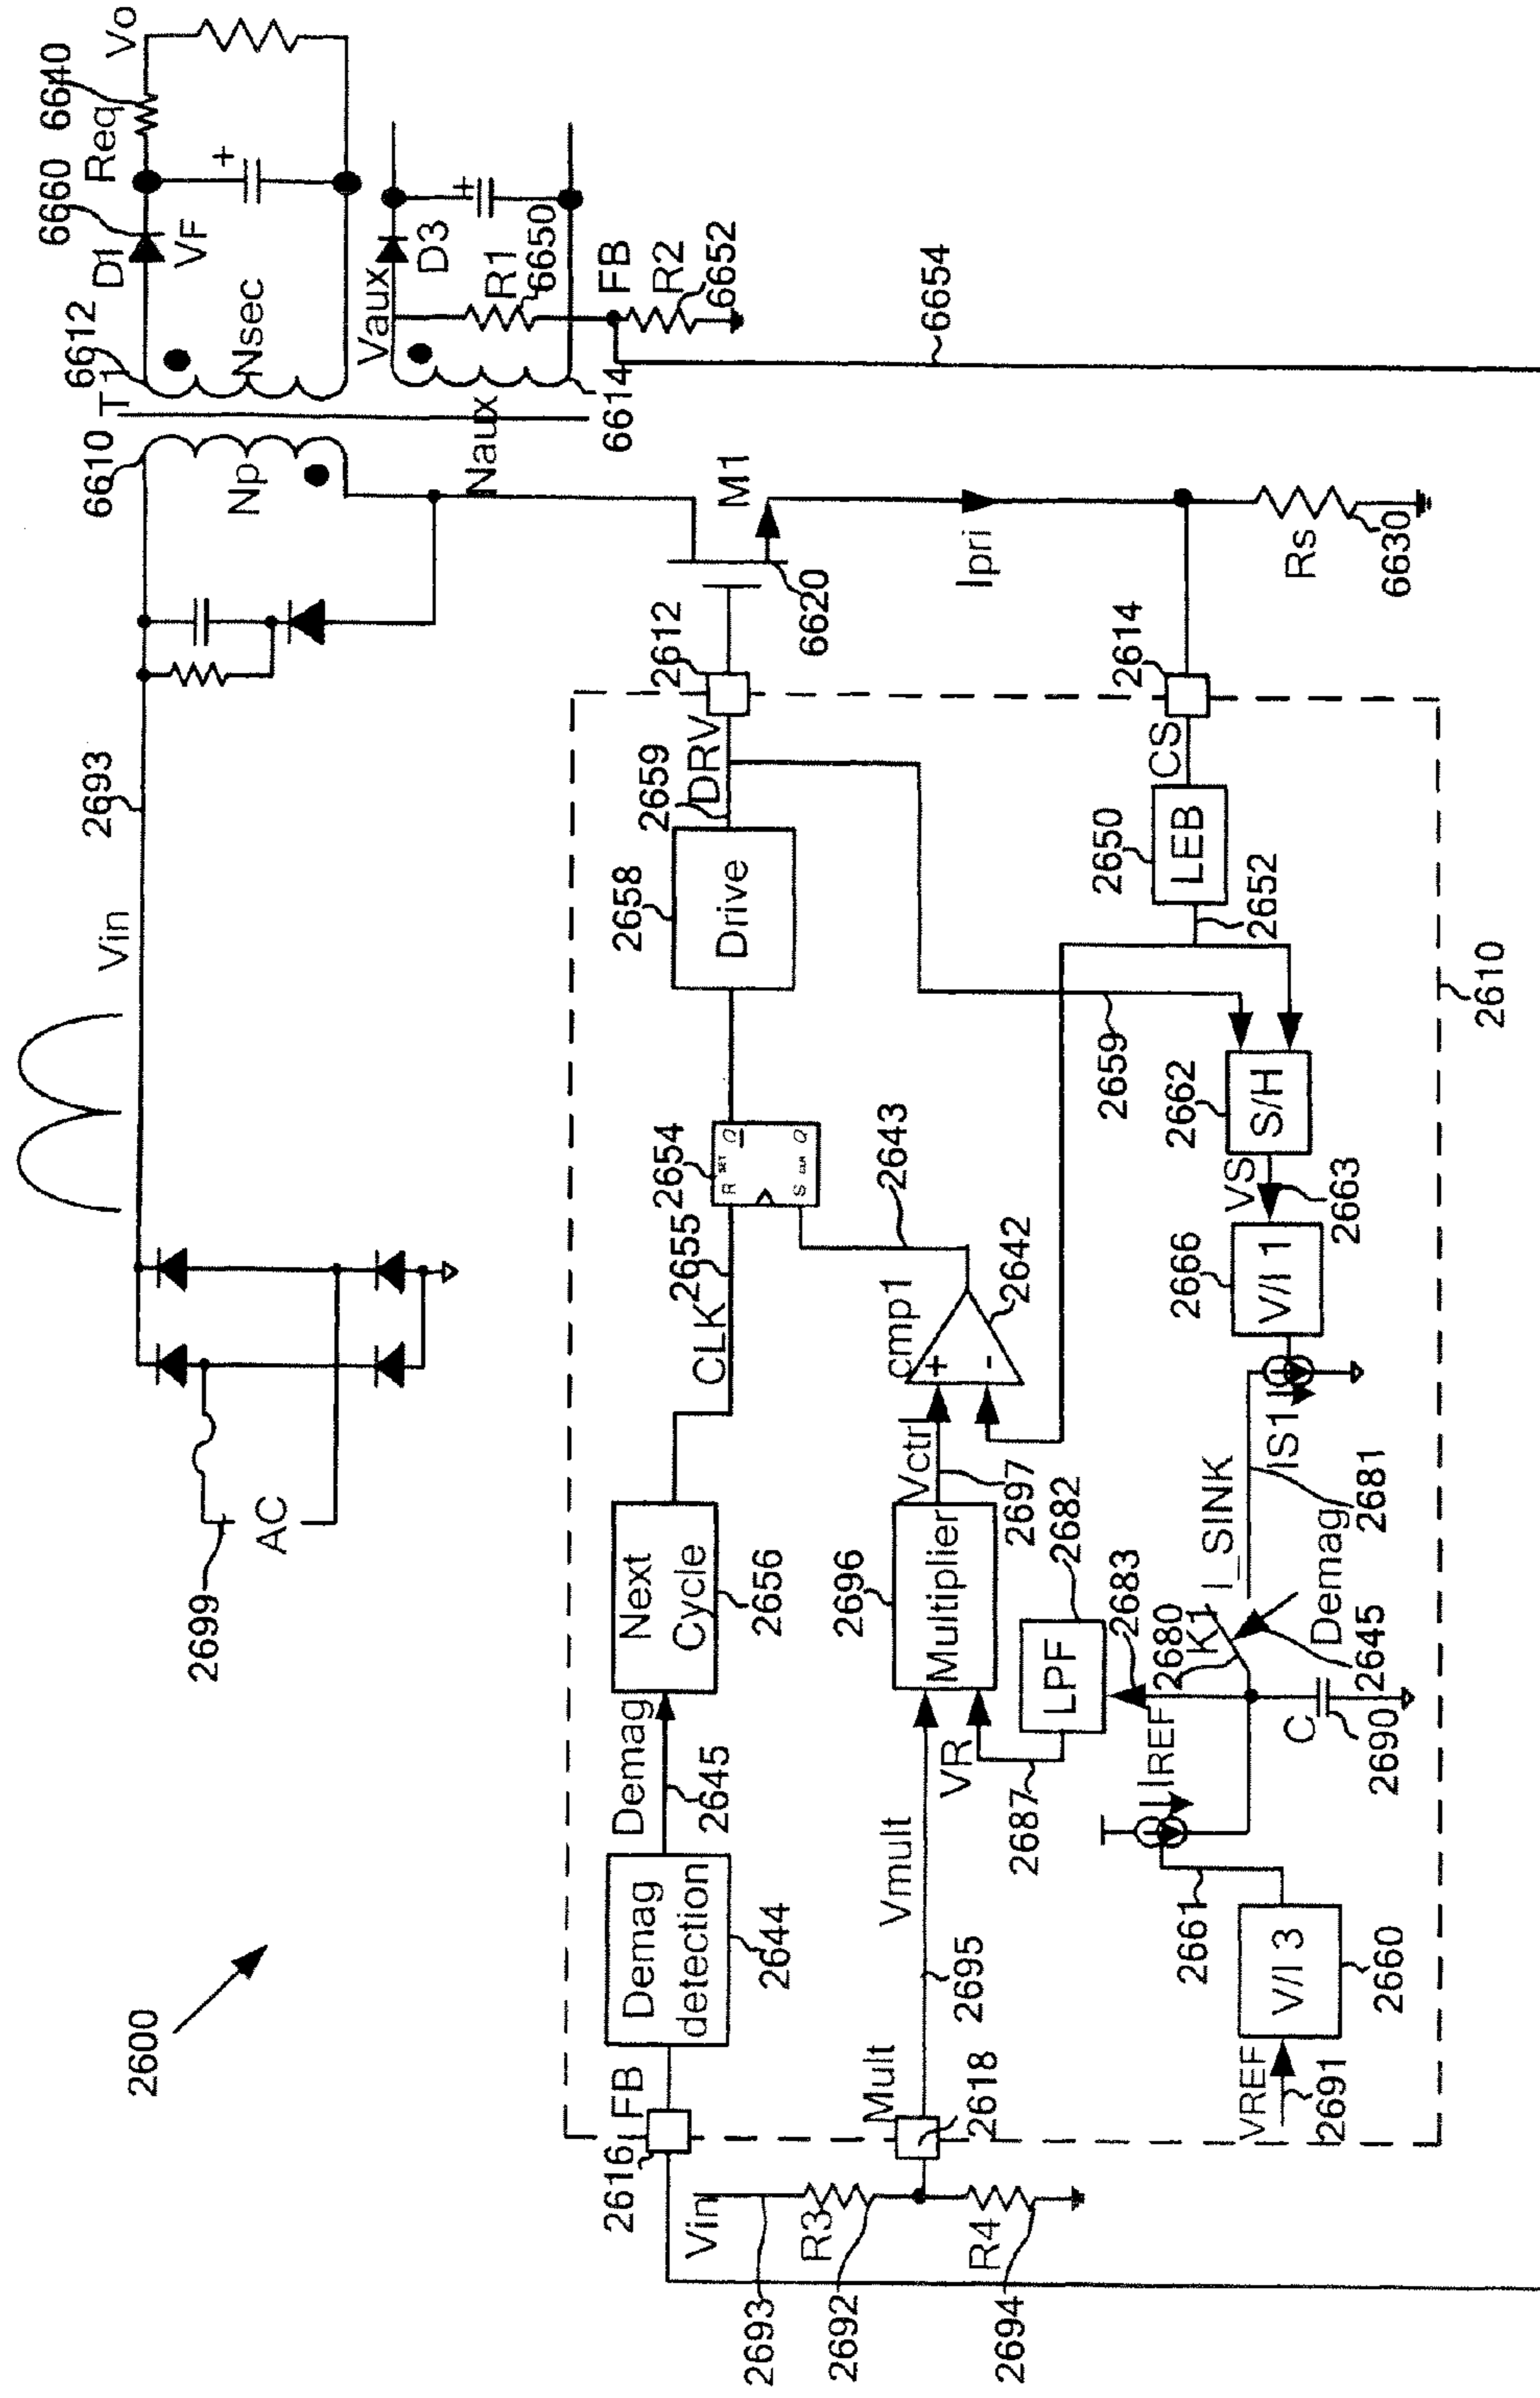 2600
2699
AC
Vin
2693
6610
Np
T1
6612
Nsec
D1
6660
VF
Req
6640
Vo
Naux
6614
Vaux
D3
R1
6650
FB
R2
6652
6654
M1
6620
Ipri
Rs
6630
2612
2614
2616
FB
Demag
detection
2644
Demag
2645
Next
Cycle
2656
CLK
2655
2654
R
SET
Q
S
CLR
Q
2658
Drive
2659
DRV
Vin
2693
R3
2692
R4
2694
Mult
2618
2695
Vmult
VR
2687
2696
Multiplier
Vctrl
2697
cmp1
+
-
2642
2643
CS
2650
LEB
2652
2659
2662
S/H
VS
2663
2666
V/I 1
IS1
I_SINK
2681
Demag
2645
K1
2680
2682
LPF
2683
IREF
C
2690
2661
V/I 3
2660
VREF
2691
2610